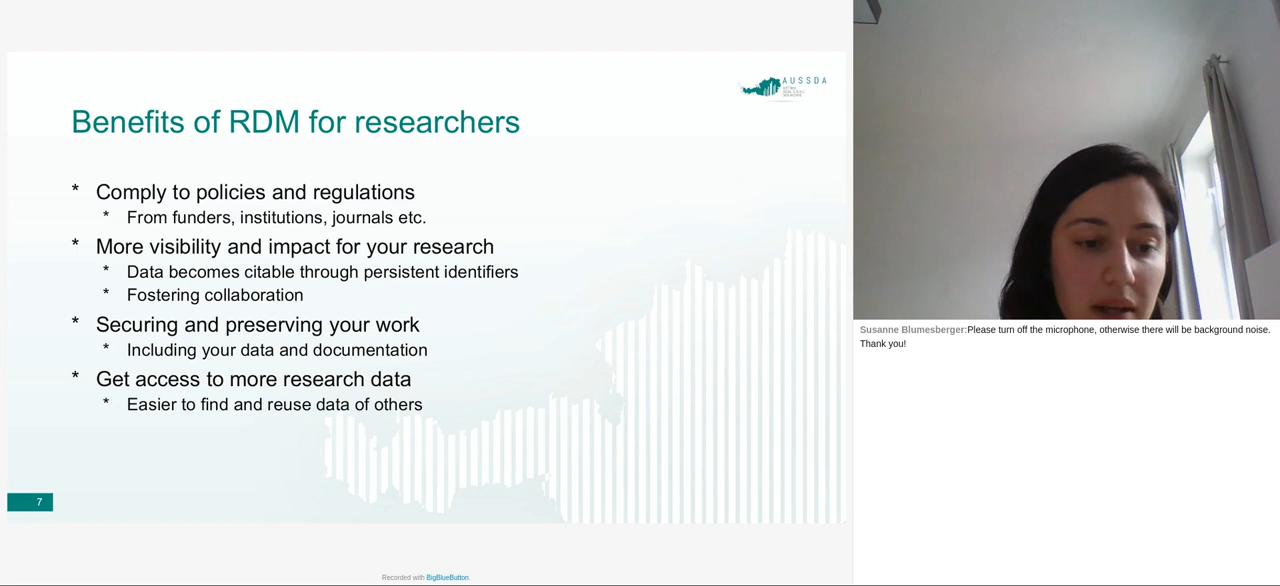 AUSSDA
Benefits of RDM for researchers
* Comply to policies and regulations
* From funders, institutions, journals etc.
* More visibility and impact for your research
* Data becomes citable through persistent identifiers
* Fostering collaboration
* Securing and preserving your work
* Including your data and documentation
* Get access to more research data
* Easier to find and reuse data of others
7
Recorded with BigBlueButton.
Susanne Blumesberger:Please turn off the microphone, otherwise there will be background noise.
Thank you!